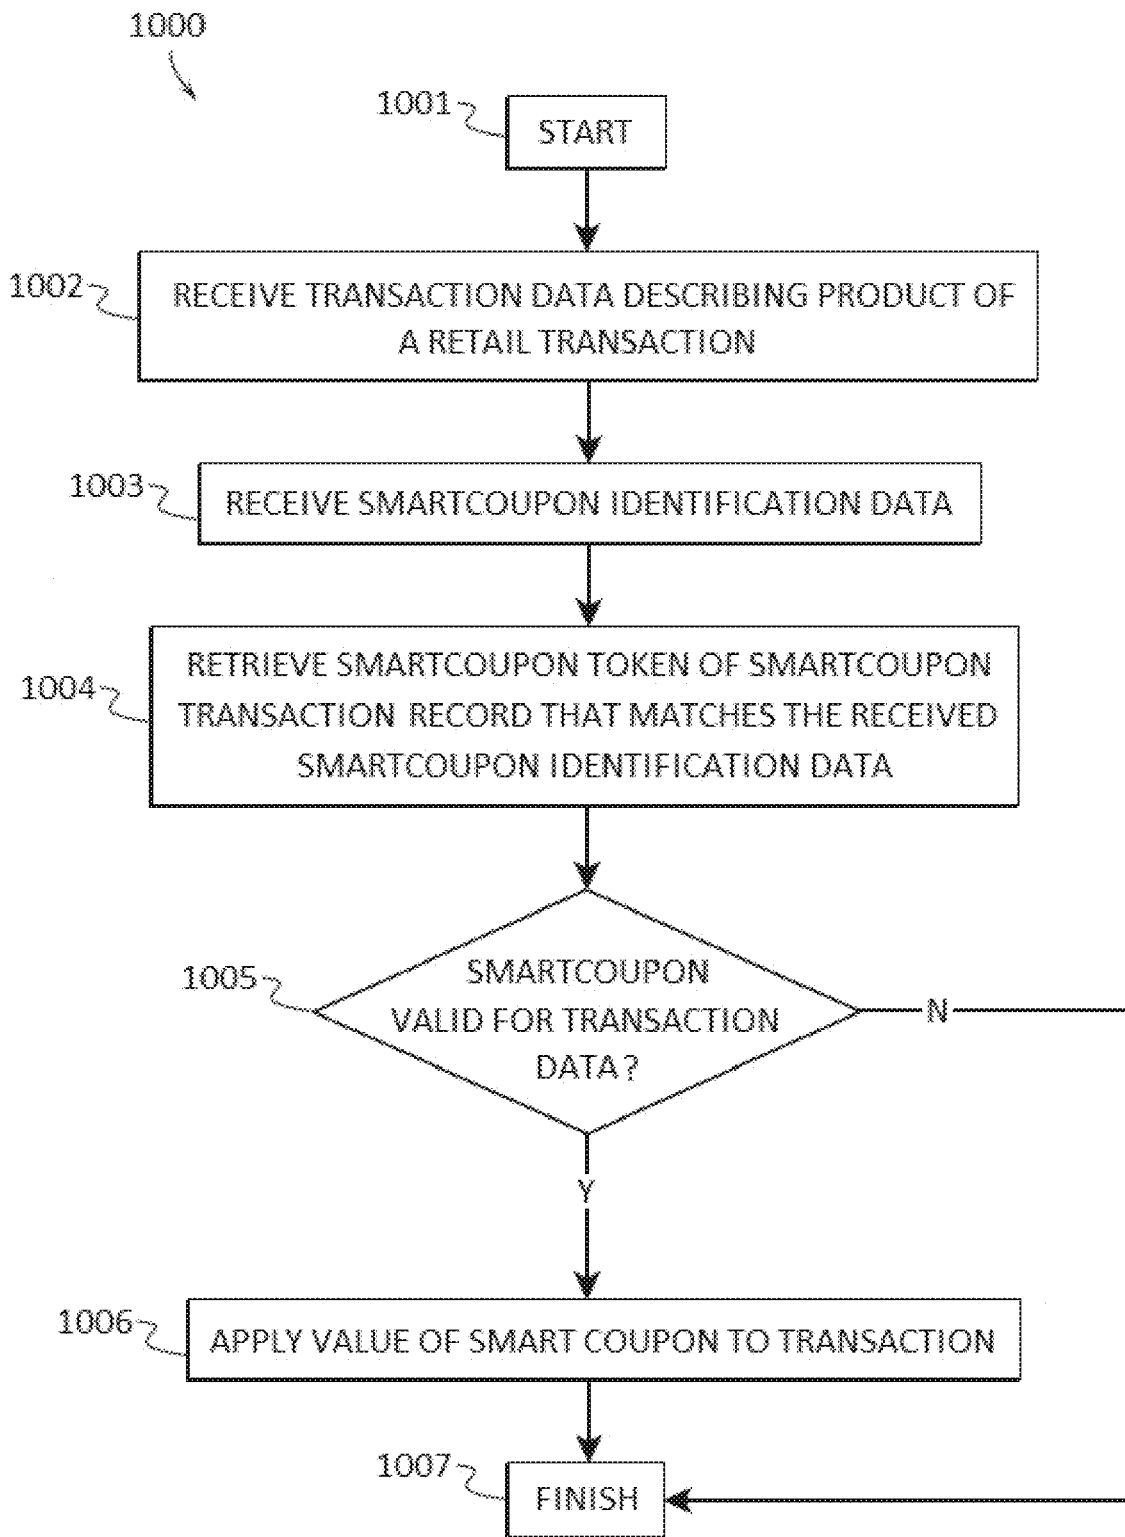 1000
1001
START
1002
RECEIVE TRANSACTION DATA DESCRIBING PRODUCT OF
A RETAIL TRANSACTION
1003
RECEIVE SMARTCOUPON IDENTIFICATION DATA
1004
RETRIEVE SMARTCOUPON TOKEN OF SMARTCOUPON
TRANSACTION RECORD THAT MATCHES THE RECEIVED
SMARTCOUPON IDENTIFICATION DATA
1005
SMARTCOUPON
VALID FOR TRANSACTION
DATA?
N
Y
1006
APPLY VALUE OF SMART COUPON TO TRANSACTION
1007
FINISH